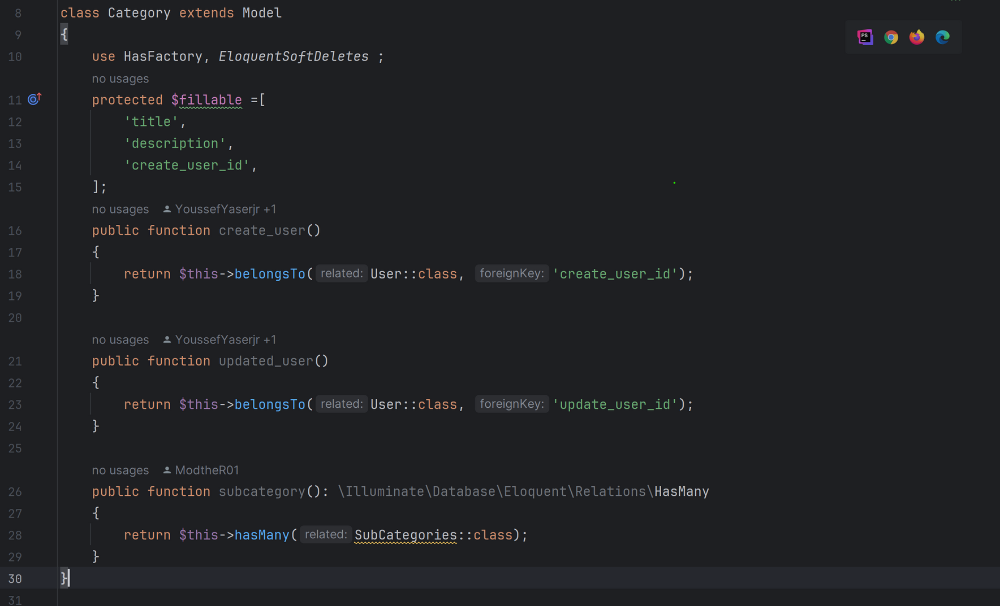 8 class Category extends Model
9 {
10 use HasFactory, EloquentSoftDeletes ;
no usages
11 protected $fillable =[
12 'title',
13 'description',
14 'create_user_id',
15 ];
no usages YoussefYaserjr +1
16 public function create_user()
17 {
18 return $this->belongsTo( related: User::class, foreignKey: 'create_user_id');
19 }
20
no usages YoussefYaserjr +1
21 public function updated_user()
22 {
23 return $this->belongsTo( related: User::class, foreignKey: 'update_user_id');
24 }
25
no usages ModtheR01
26 public function subcategory(): \Illuminate\Database\Eloquent\Relations\HasMany
27 {
28 return $this->hasMany( related: SubCategories::class);
29 }
30 }
31
PS